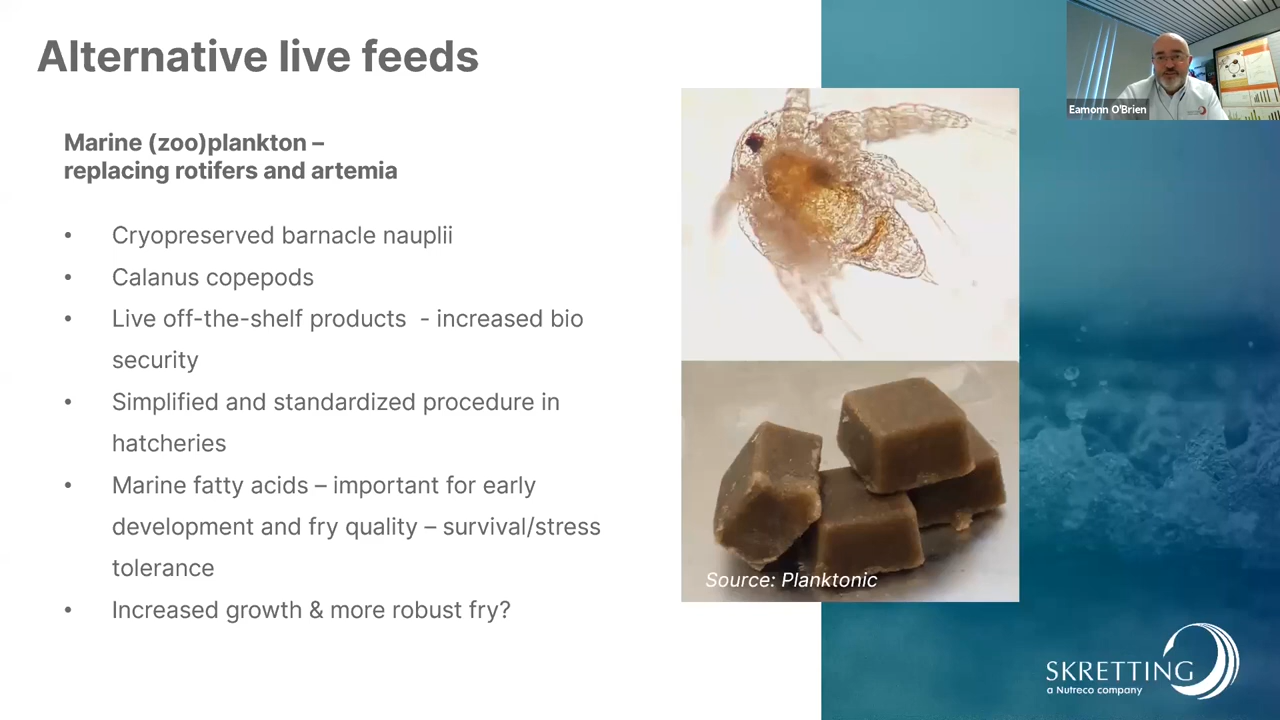 Alternative live feeds
Marine (zoo)plankton –
replacing rotifers and artemia
• Cryopreserved barnacle nauplii
• Calanus copepods
• Live off-the-shelf products  - increased bio
security
• Simplified and standardized procedure in
hatcheries
• Marine fatty acids – important for early
development and fry quality – survival/stress
tolerance
• Increased growth & more robust fry?
Source: Planktonic
Eamonn O'Brien
SKRETTING
a Nutreco company